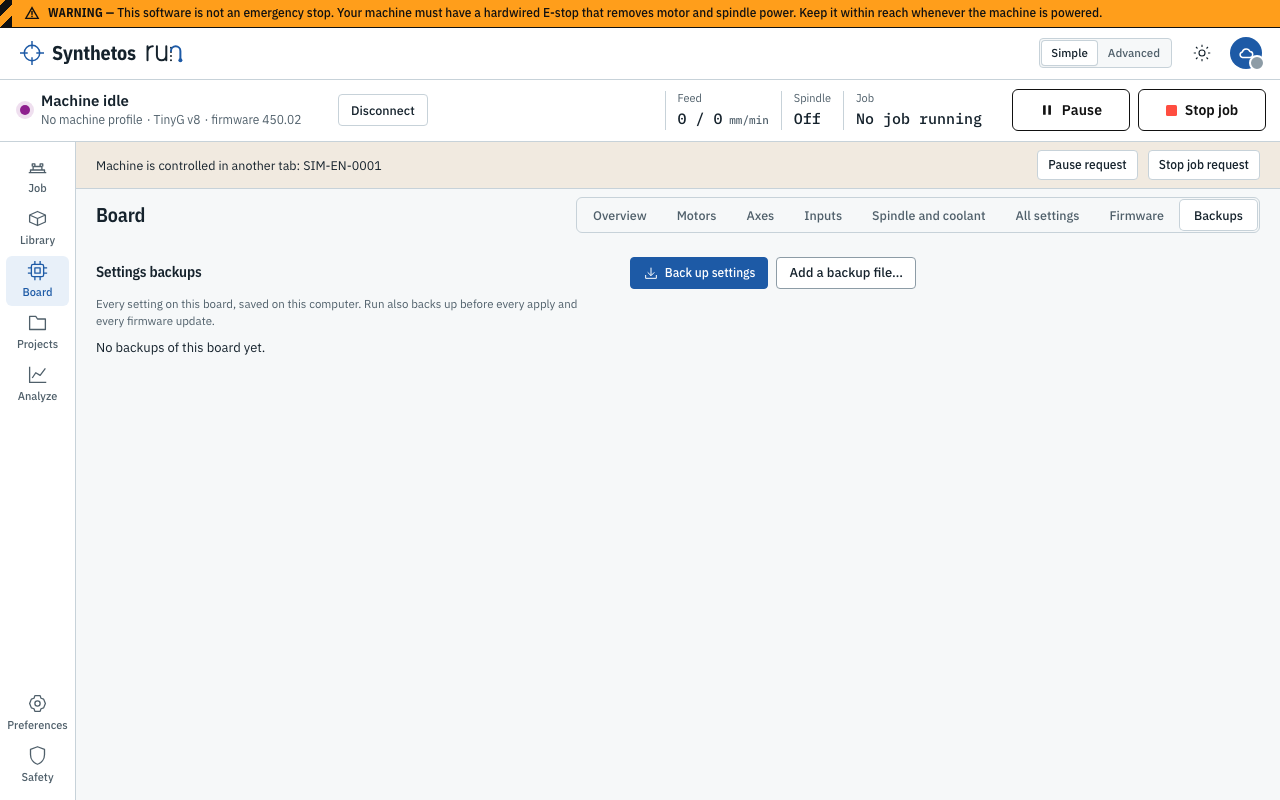 WARNING — This software is not an emergency stop. Your machine must have a hardwired E-stop that removes motor and spindle power. Keep it within reach whenever the machine is powered.
Synthetos run
Simple
Advanced
Machine idle
No machine profile · TinyG v8 · firmware 450.02
Disconnect
Feed
0 / 0 mm/min
Spindle
Off
Job
No job running
Pause
Stop job
Job
Library
Board
Projects
Analyze
Preferences
Safety
Machine is controlled in another tab: SIM-EN-0001
Pause request
Stop job request
Board
Overview
Motors
Axes
Inputs
Spindle and coolant
All settings
Firmware
Backups
Settings backups
Back up settings
Add a backup file...
Every setting on this board, saved on this computer. Run also backs up before every apply and
every firmware update.
No backups of this board yet.